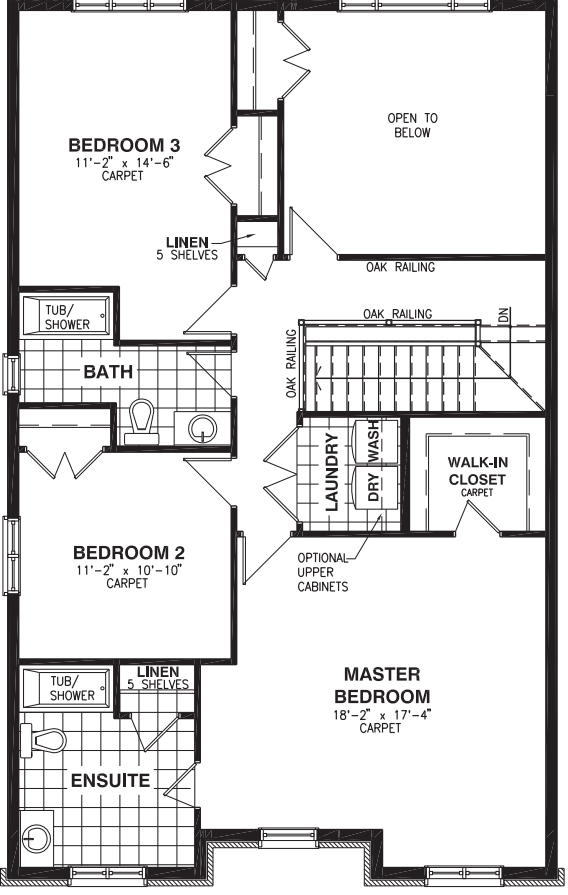 BEDROOM 3
11'-2" x 14'-6"
CARPET
OPEN TO
BELOW
LINEN
5 SHELVES
OAK RAILING
OAK RAILING
DN
OAK RAILING
TUB/
SHOWER
BATH
LAUNDRY
WASH
DRY
WALK-IN
CLOSET
CARPET
BEDROOM 2
11'-2" x 10'-10"
CARPET
OPTIONAL
UPPER
CABINETS
TUB/
SHOWER
LINEN
5 SHELVES
MASTER
BEDROOM
18'-2" x 17'-4"
CARPET
ENSUITE